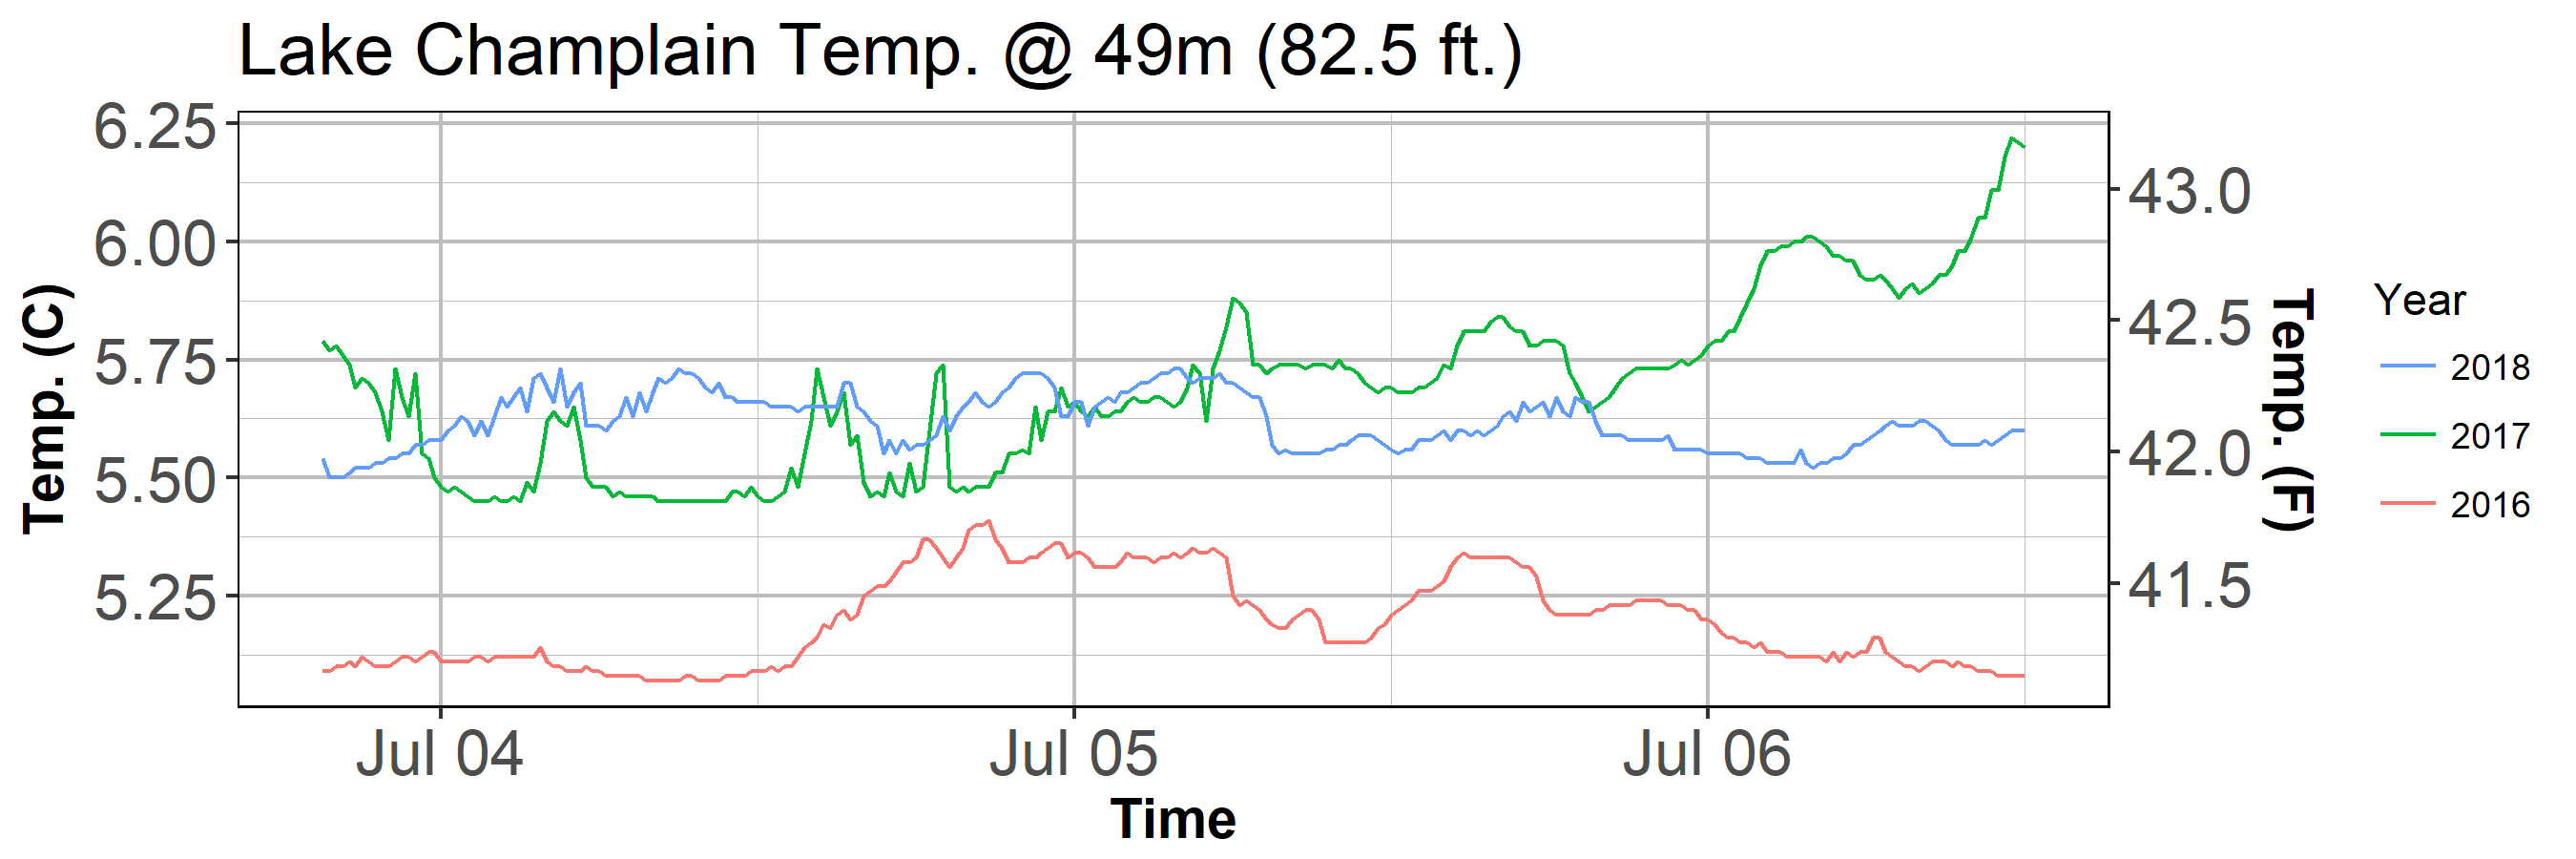 Lake Champlain Temp. @ 49m (82.5 ft.)
6.25
6.00
5.75
5.50
5.25
Temp. (C)
43.0
42.5
42.0
41.5
Temp. (F)
Jul 04
Jul 05
Jul 06
Time
Year
2018
2017
2016